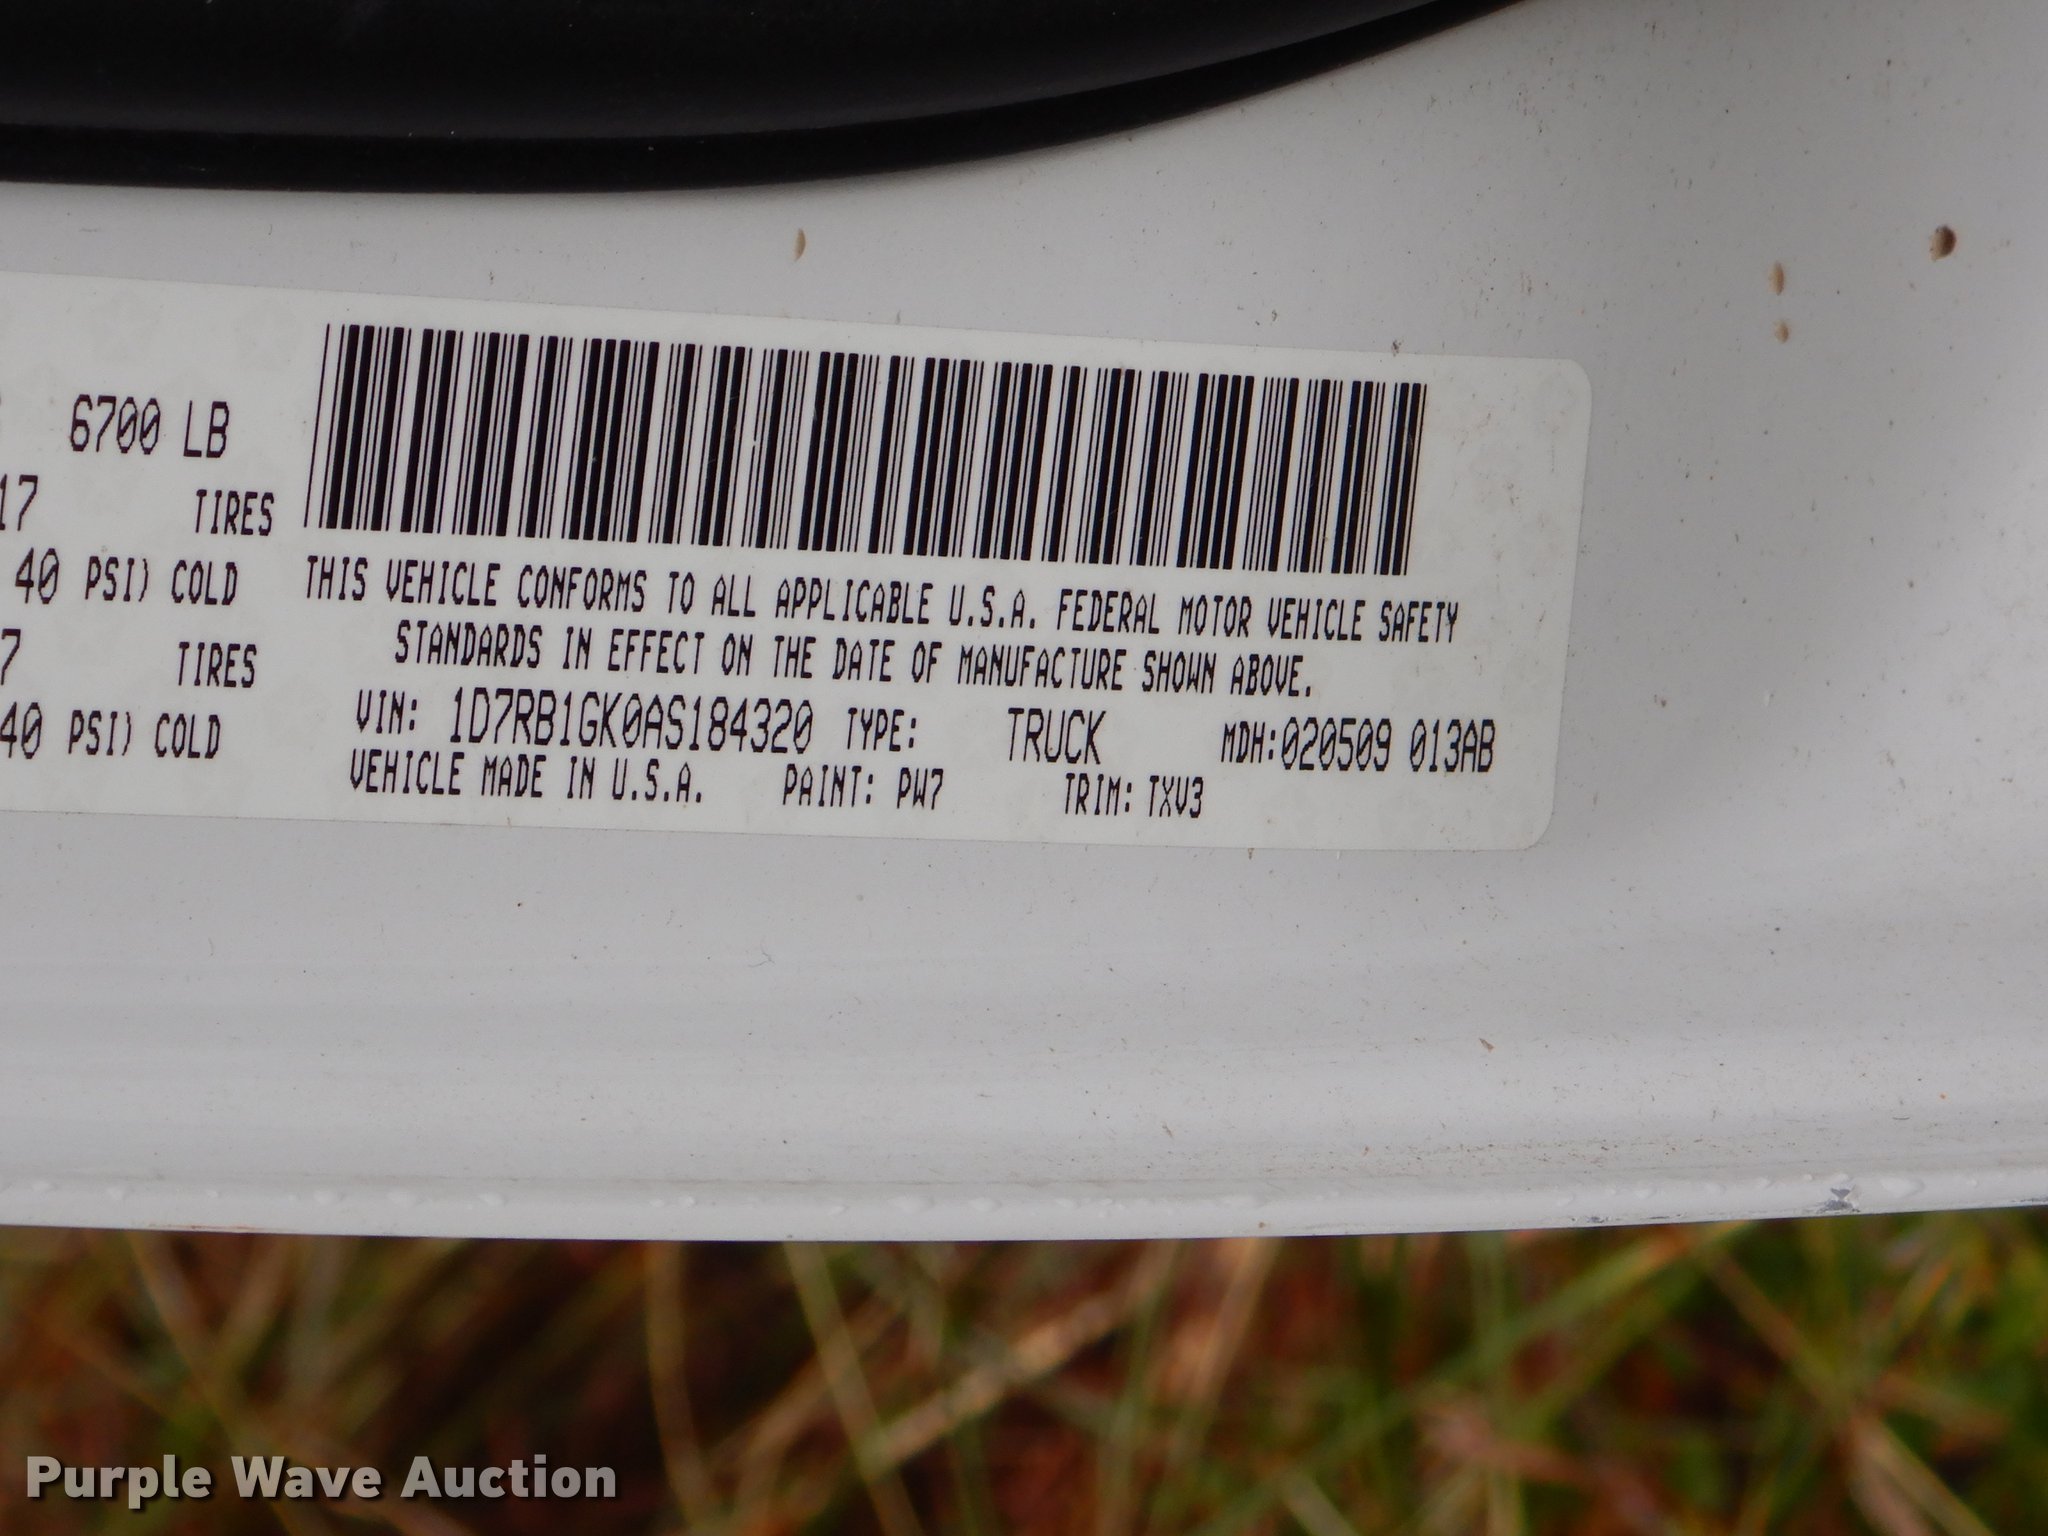 6700 LB
17 TIRES
40 PSI) COLD
7 TIRES
40 PSI) COLD
THIS VEHICLE CONFORMS TO ALL APPLICABLE U.S.A. FEDERAL MOTOR VEHICLE SAFETY
STANDARDS IN EFFECT ON THE DATE OF MANUFACTURE SHOWN ABOVE.
VIN: 1D7RB1GK0AS184320 TYPE: TRUCK MDH:020509 013AB
VEHICLE MADE IN U.S.A. PAINT: PW7 TRIM: TXV3
Purple Wave Auction